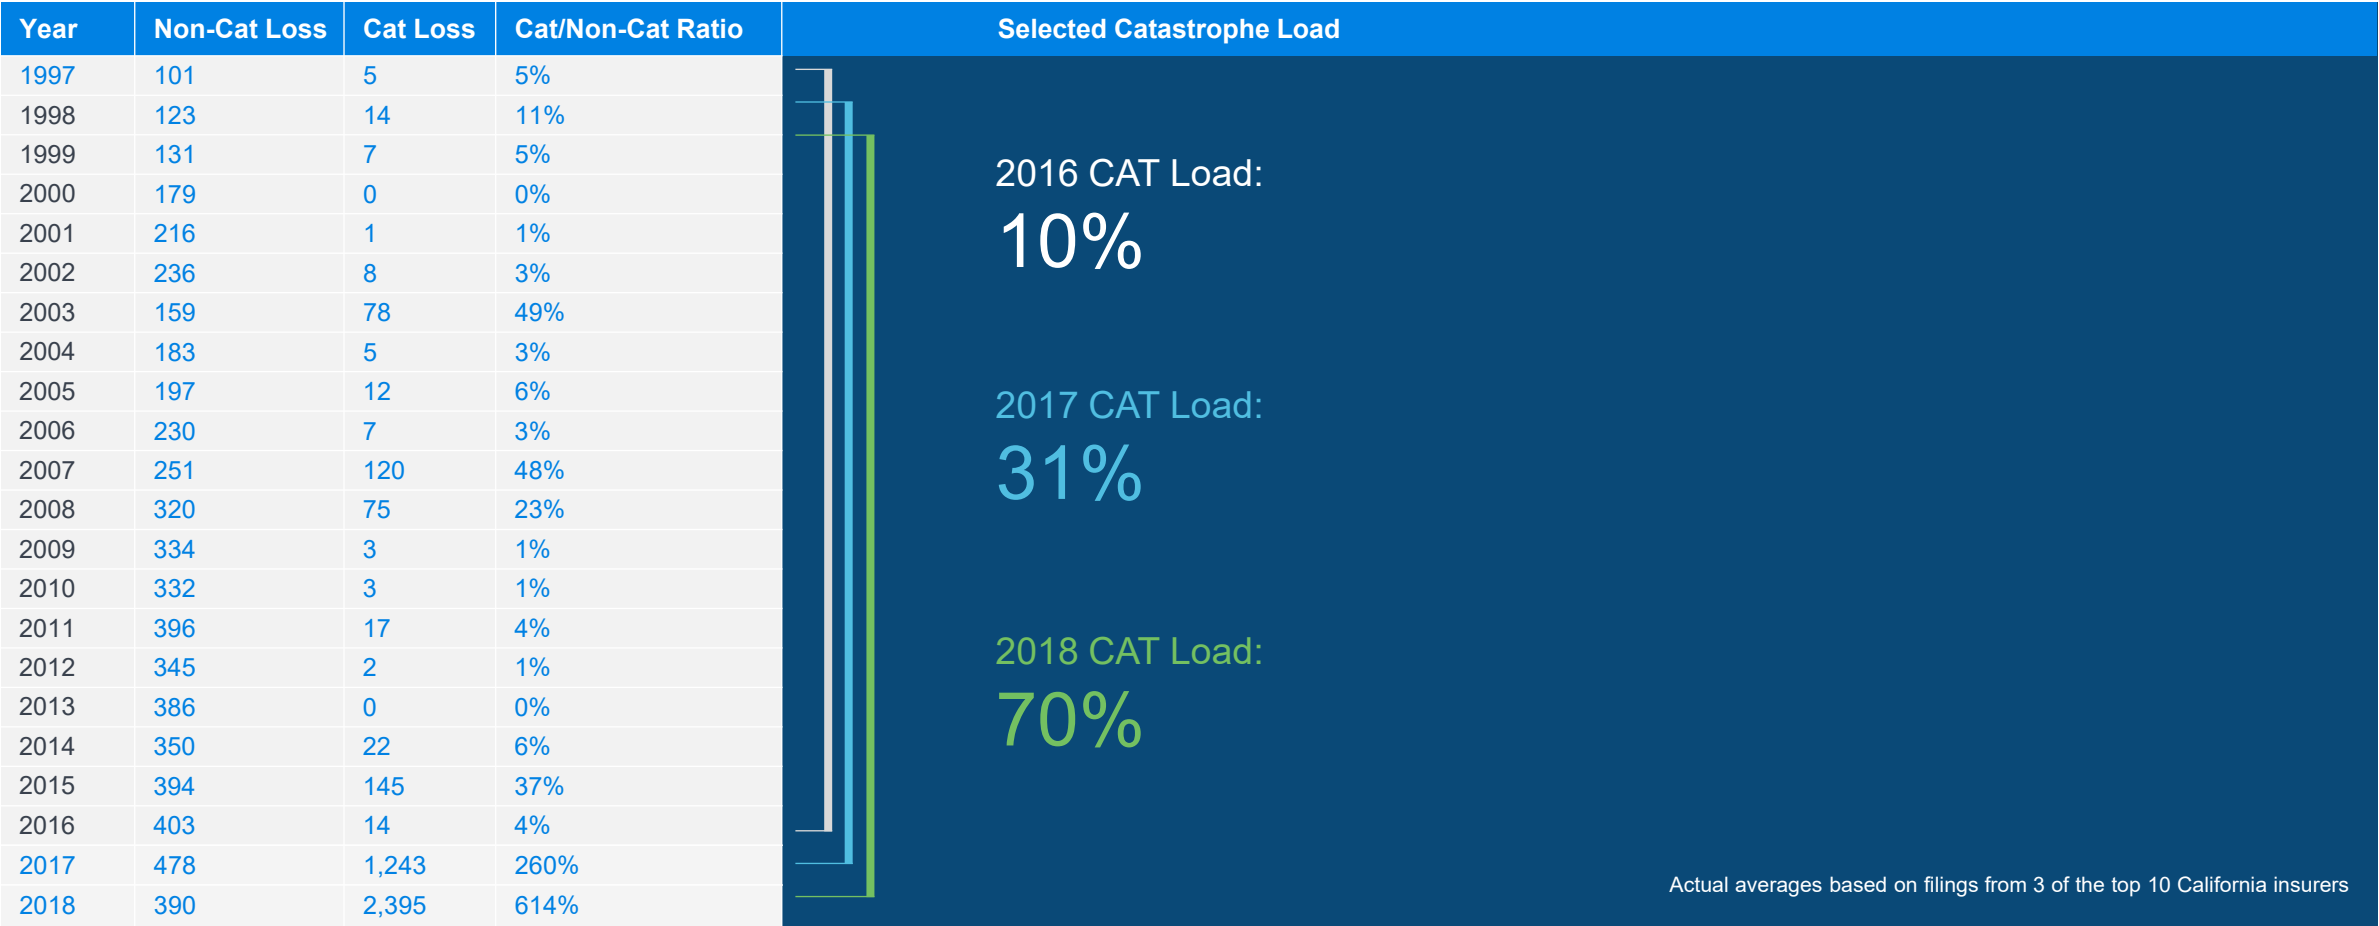 Year Non-Cat Loss Cat Loss Cat/Non-Cat Ratio Selected Catastrophe Load
1997 101 5 5%
1998 123 14 11%
1999 131 7 5%
2000 179 0 0%
2001 216 1 1%
2002 236 8 3%
2003 159 78 49%
2004 183 5 3%
2005 197 12 6%
2006 230 7 3%
2007 251 120 48%
2008 320 75 23%
2009 334 3 1%
2010 332 3 1%
2011 396 17 4%
2012 345 2 1%
2013 386 0 0%
2014 350 22 6%
2015 394 145 37%
2016 403 14 4%
2017 478 1,243 260%
2018 390 2,395 614%
2016 CAT Load:
10%
2017 CAT Load:
31%
2018 CAT Load:
70%
Actual averages based on filings from 3 of the top 10 California insurers